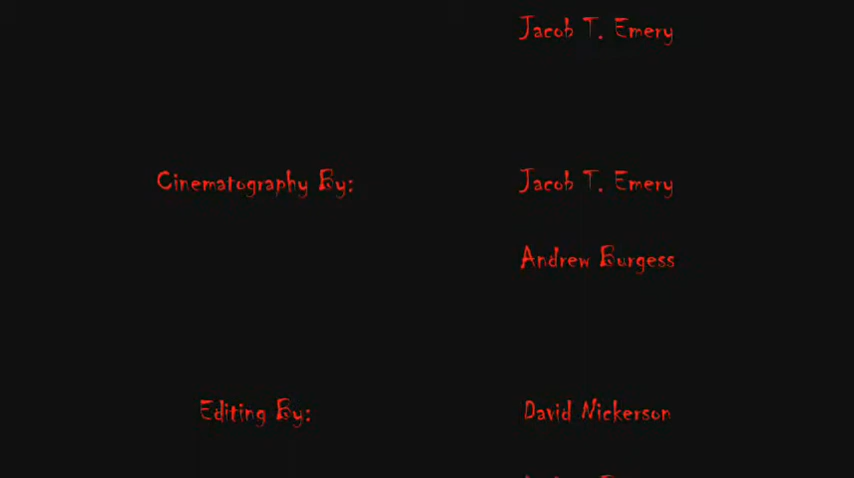 Jacob T. Emery
Cinematography By: Jacob T. Emery
Andrew Burgess
Editing By: David Nickerson